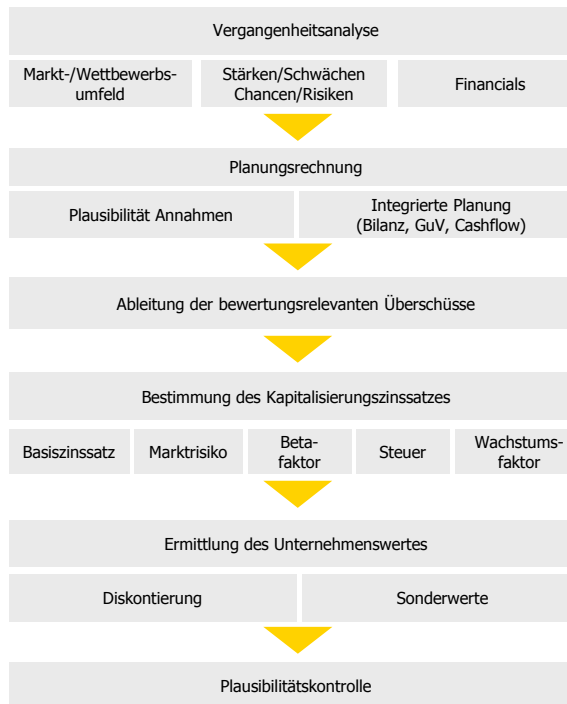 Vergangenheitsanalyse
Markt-/Wettbewerbs-
umfeld
Stärken/Schwächen
Chancen/Risiken
Financials
Planungsrechnung
Plausibilität Annahmen
Integrierte Planung
(Bilanz, GuV, Cashflow)
Ableitung der bewertungsrelevanten Überschüsse
Bestimmung des Kapitalisierungszinssatzes
Basiszinssatz
Marktrisiko
Beta-
faktor
Steuer
Wachstums-
faktor
Ermittlung des Unternehmenswertes
Diskontierung
Sonderwerte
Plausibilitätskontrolle